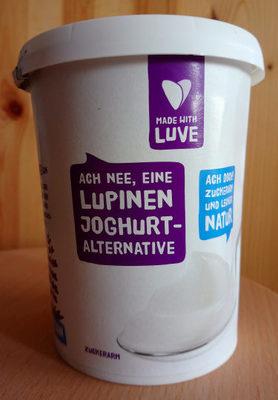 MADE WITH
LUVE
ACH NEE, EINE
LUPINEN
JOGHURT-
ALTERNATIVE
ACH DOCH
ZUCKERARM
UND LECKER
NATUR
ZUCKERARM